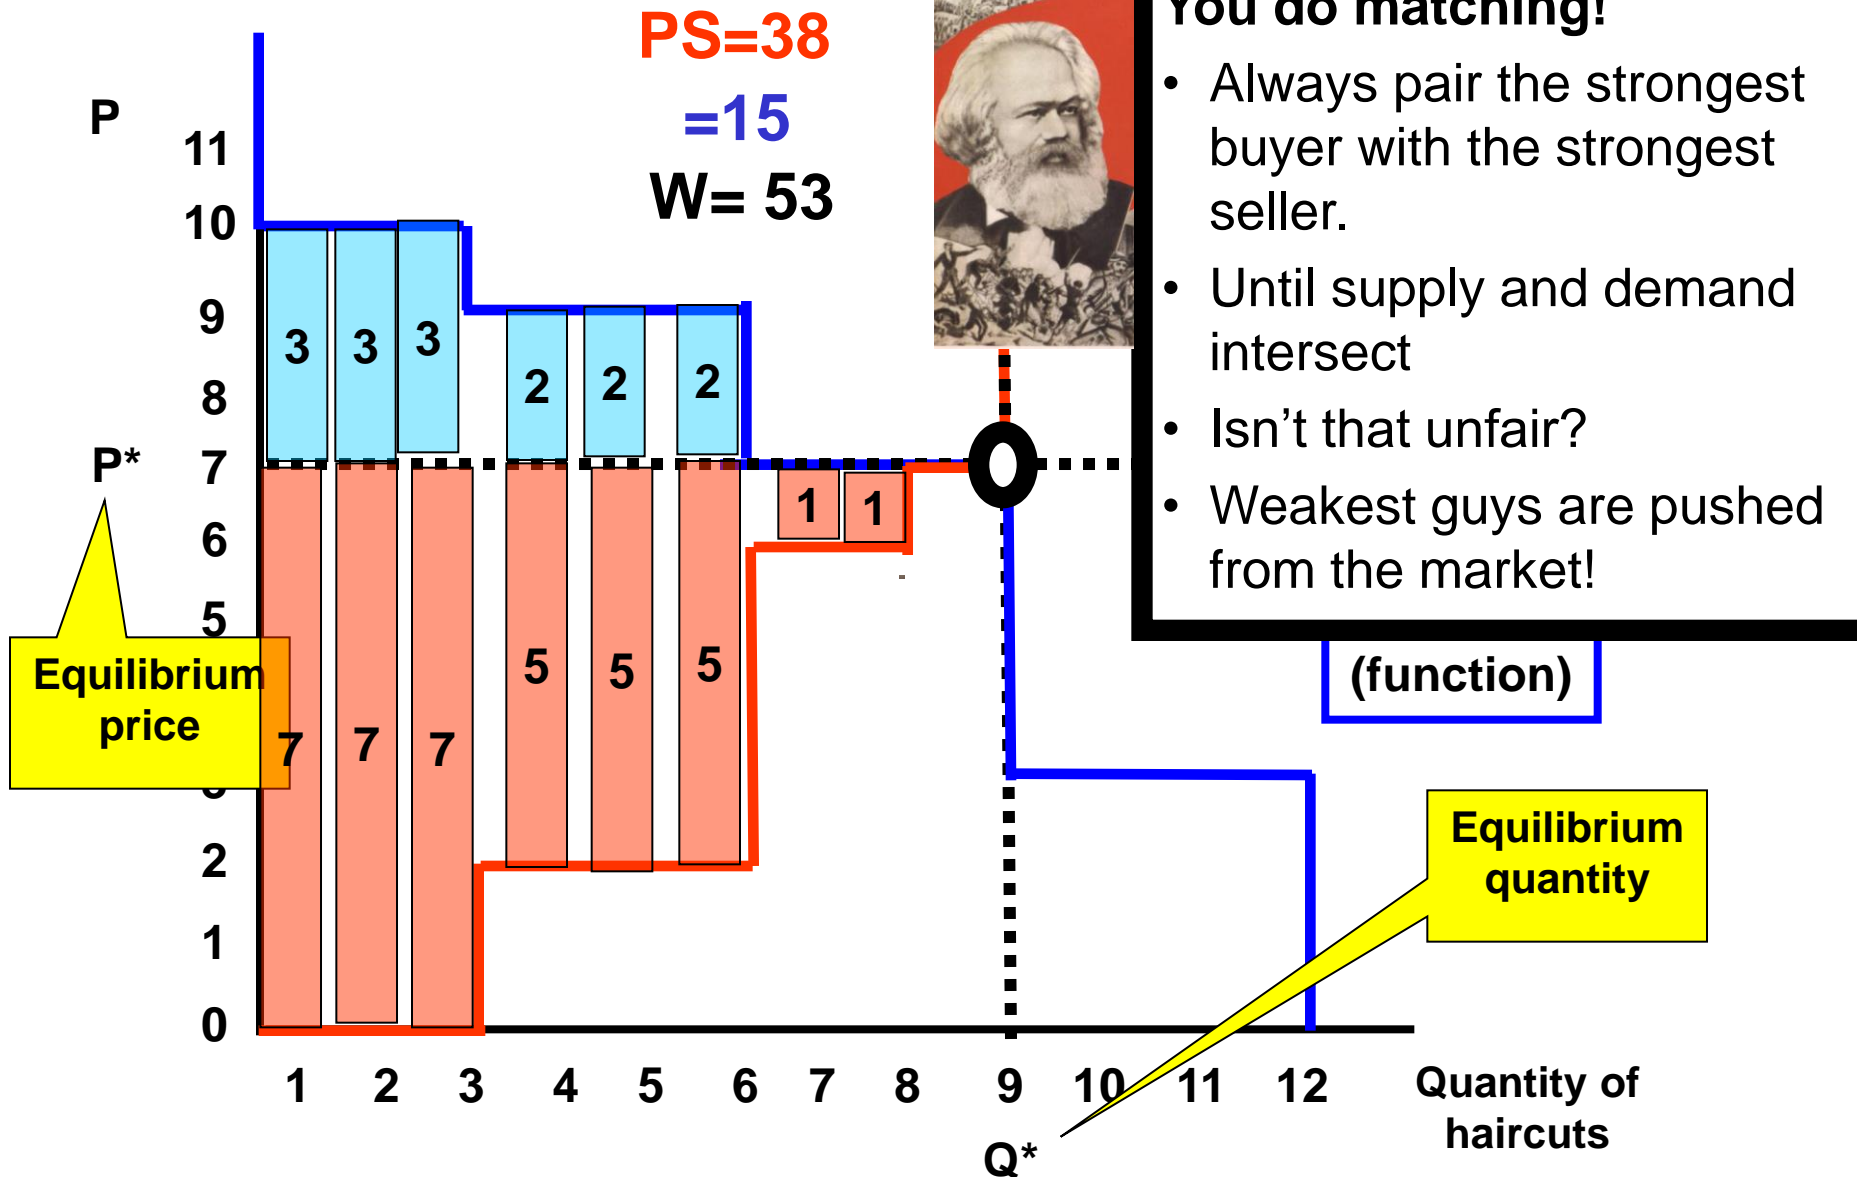 PS=38
=15
W= 53
You do matching!
• Always pair the strongest
buyer with the strongest
seller.
• Until supply and demand
intersect
• Isn't that unfair?
• Weakest guys are pushed
from the market!
P
11
10
9
8
P*
7
6
5
2
1
0
3
3
3
2
2
2
1
1
5
5
5
7
7
7
Equilibrium
price
(function)
Equilibrium
quantity
1 2 3 4 5 6 7 8 9 10 11 12
Quantity of
haircuts
Q*